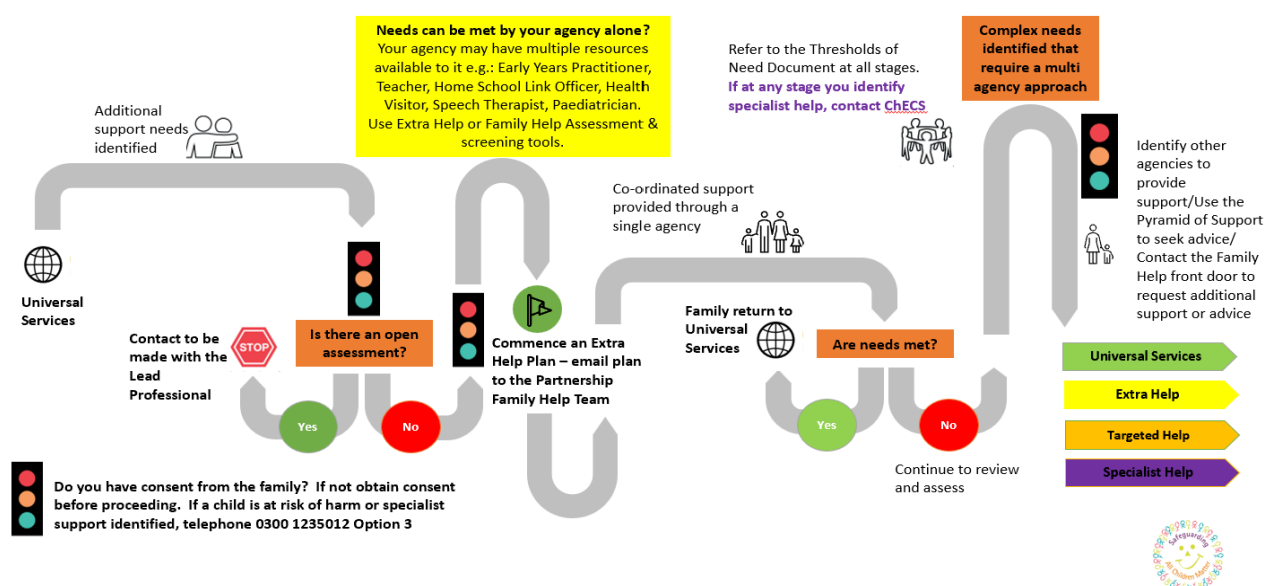 Additional
support needs
identified
Universal
Services
Contact to be
made with the
Lead
Professional
STOP
Is there an open
assessment?
Yes
No
Needs can be met by your agency alone?
Your agency may have multiple resources
available to it e.g.: Early Years Practitioner,
Teacher, Home School Link Officer, Health
Visitor, Speech Therapist, Paediatrician.
Use Extra Help or Family Help Assessment &
screening tools.
Commence an Extra
Help Plan – email plan
to the Partnership
Family Help Team
Co-ordinated support
provided through a
single agency
Family return to
Universal
Services
Are needs met?
Yes
No
Continue to review
and assess
Refer to the Thresholds of
Need Document at all stages.
If at any stage you identify
specialist help, contact ChECS
Complex needs
identified that
require a multi
agency approach
Identify other
agencies to
provide
support/Use the
Pyramid of Support
to seek advice/
Contact the Family
Help front door to
request additional
support or advice
Universal Services
Extra Help
Targeted Help
Specialist Help
Do you have consent from the family?  If not obtain consent
before proceeding.  If a child is at risk of harm or specialist
support identified, telephone 0300 1235012 Option 3
Safeguarding
All Children Matter